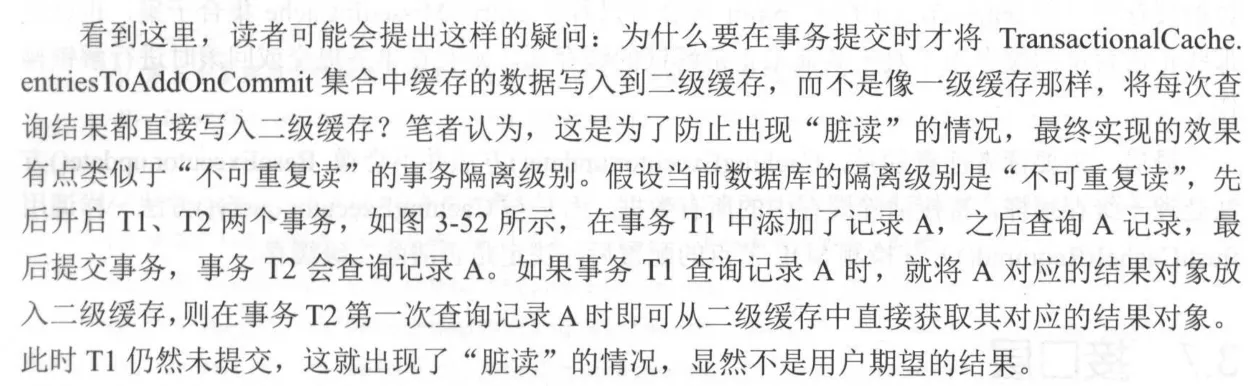 看到这里，读者可能会提出这样的疑问：为什么要在事务提交时才将 TransactionalCache.
entriesToAddOnCommit 集合中缓存的数据写入到二级缓存，而不是像一级缓存那样，将每次查
询结果都直接写入二级缓存？笔者认为，这是为了防止出现“脏读”的情况，最终实现的效果
有点类似于“不可重复读”的事务隔离级别。假设当前数据库的隔离级别是“不可重复读”，先
后开启 T1、T2 两个事务，如图 3-52 所示，在事务 T1 中添加了记录 A，之后查询 A 记录，最
后提交事务，事务 T2 会查询记录 A。如果事务 T1 查询记录 A 时，就将 A 对应的结果对象放
入二级缓存，则在事务 T2 第一次查询记录 A 时即可从二级缓存中直接获取其对应的结果对象。
此时 T1 仍然未提交，这就出现了“脏读”的情况，显然不是用户期望的结果。